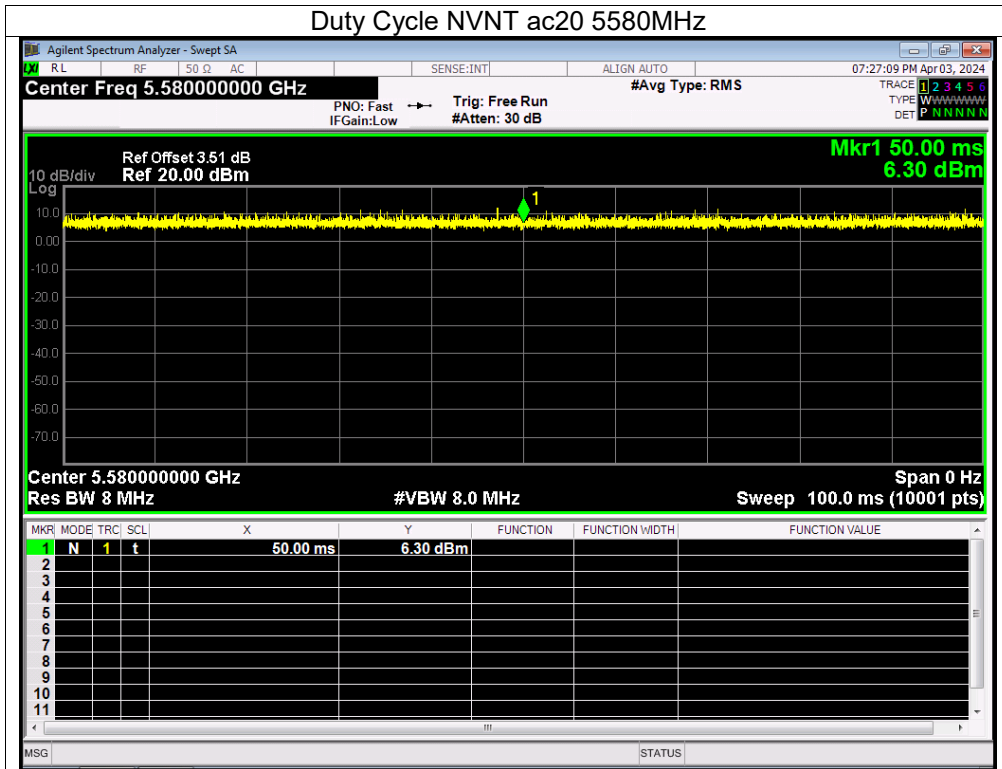 Duty Cycle NVNT ac20 5580MHz
Agilent Spectrum Analyzer - Swept SA
LXI RL RF 50 Ω AC SENSE:INT ALIGN AUTO 07:27:09 PM Apr 03, 2024
Center Freq 5.580000000 GHz #Avg Type: RMS TRACE 1 2 3 4 5 6
PNO: Fast Trig: Free Run TYPE WWWWWW
IFGain:Low #Atten: 30 dB DET P N N N N N
Mkr1 50.00 ms
Ref Offset 3.51 dB
10 dB/div Ref 20.00 dBm 6.30 dBm
Log
1
10.0
0.00
-10.0
-20.0
-30.0
-40.0
-50.0
-60.0
-70.0
Center 5.580000000 GHz Span 0 Hz
Res BW 8 MHz #VBW 8.0 MHz Sweep 100.0 ms (10001 pts)
MKR MODE TRC SCL X Y FUNCTION FUNCTION WIDTH FUNCTION VALUE
1 N 1 t 50.00 ms 6.30 dBm
2
3
4
5
6
7
8
9
10
11
MSG STATUS